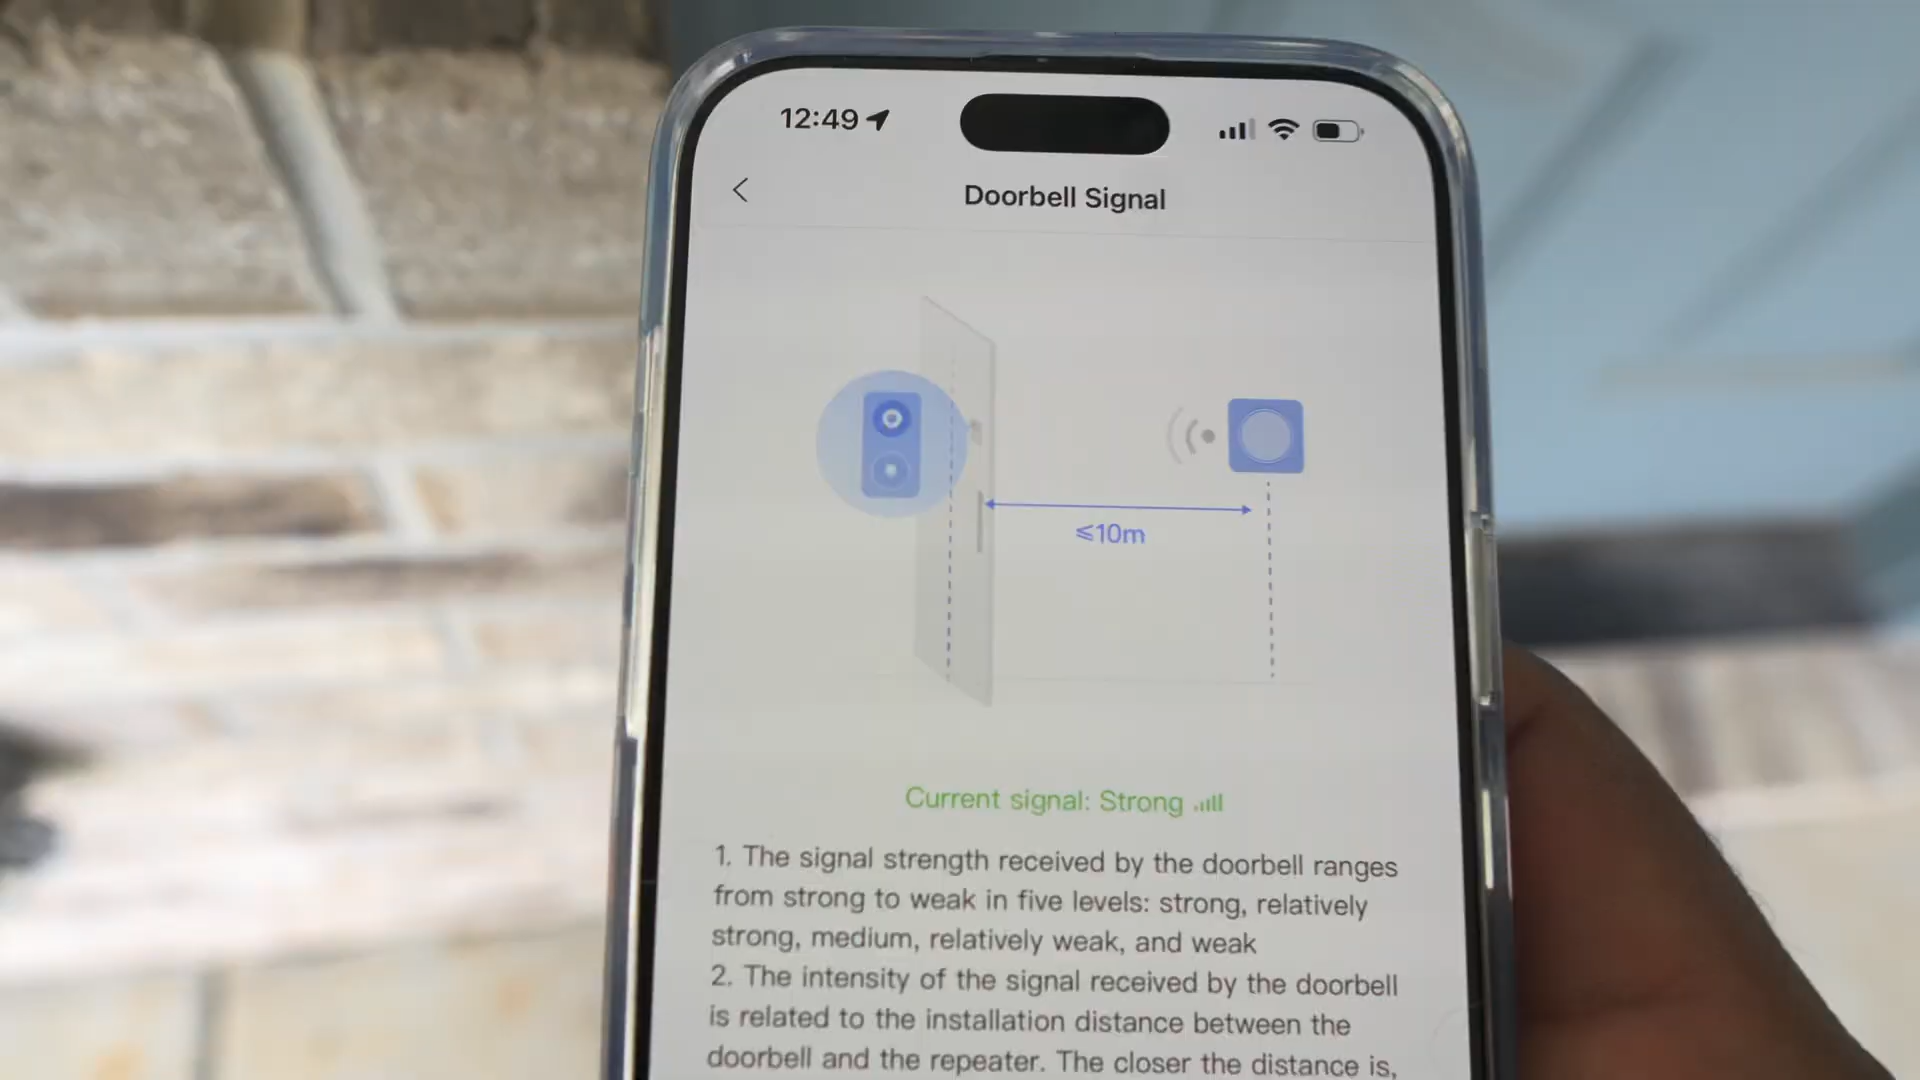 12:49
Doorbell Signal
≤10m
Current signal: Strong
1. The signal strength received by the doorbell ranges
from strong to weak in five levels: strong, relatively
strong, medium, relatively weak, and weak
2. The intensity of the signal received by the doorbell
is related to the installation distance between the
doorbell and the repeater. The closer the distance is,